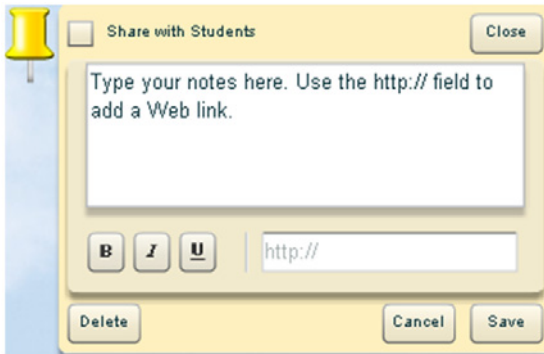 Share with Students
Close
Type your notes here. Use the http:// field to
add a Web link.
B I U
http://
Delete
Cancel
Save